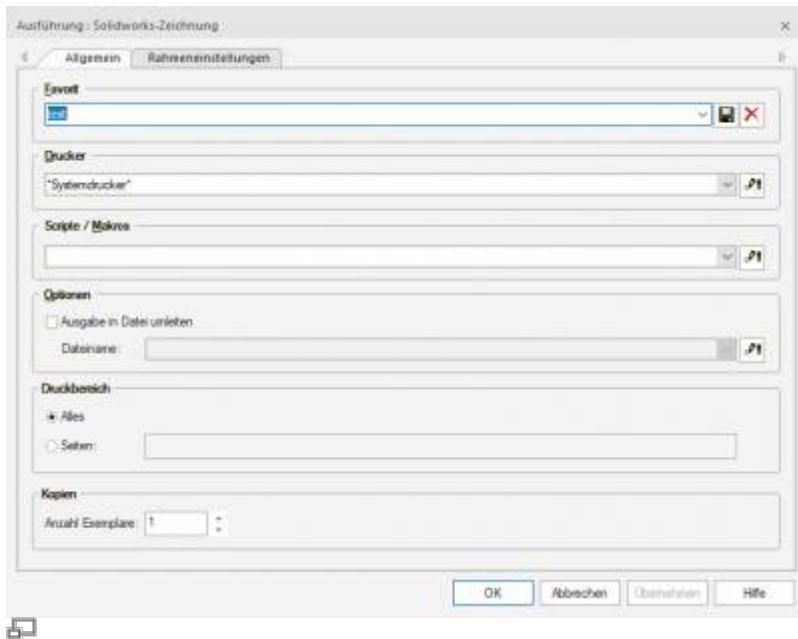 Ausführung : Solidworks-Zeichnung
Allgemein Rahmeneinstellungen
Favorit
test
Drucker
*Systemdrucker*
Scripte / Makros
Optionen
Ausgabe in Datei umleiten
Dateiname:
Druckbereich
Alles
Seiten:
Kopien
Anzahl Exemplare: 1
OK Abbrechen Übernehmen Hilfe